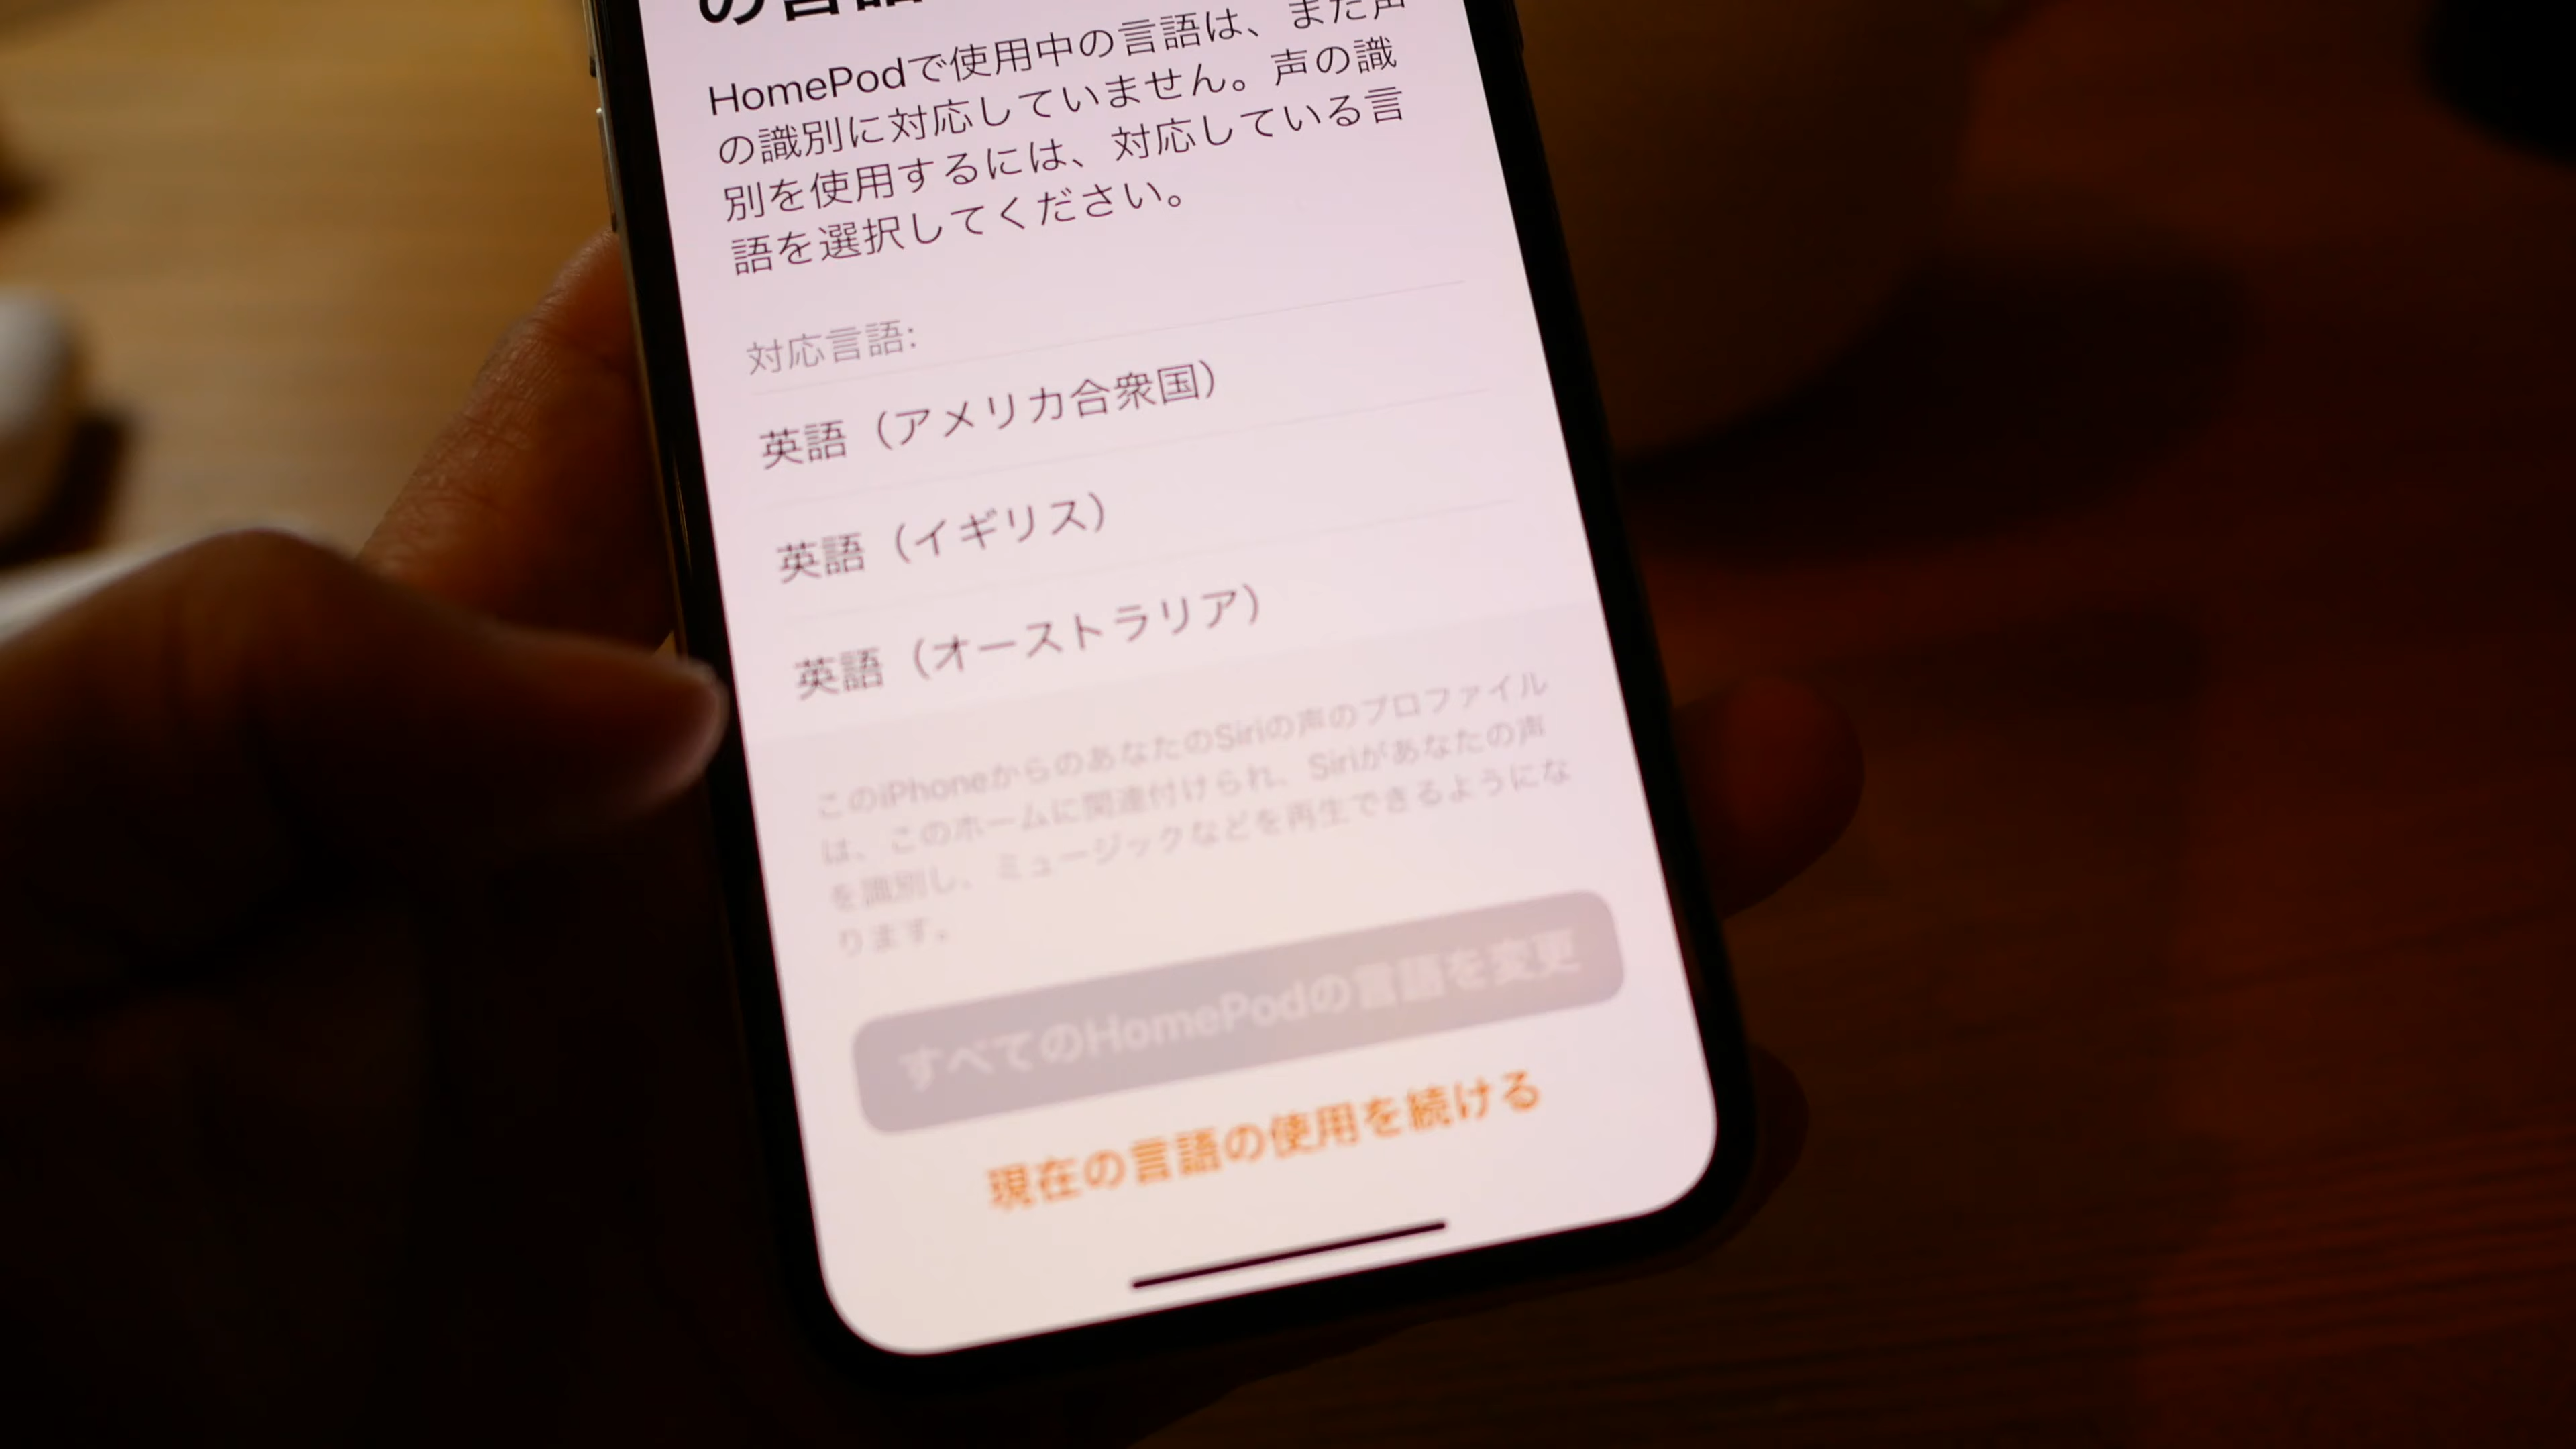 の言語
HomePodで使用中の言語は、まだ声
の識別に対応していません。声の識
別を使用するには、対応している言
語を選択してください。
対応言語:
英語（アメリカ合衆国）
英語（イギリス）
英語（オーストラリア）
このiPhoneからのあなたのSiriの声のプロファイル
は、このホームに関連付けられ、Siriがあなたの声
を識別し、ミュージックなどを再生できるようにな
ります。
すべてのHomePodの言語を変更
現在の言語の使用を続ける